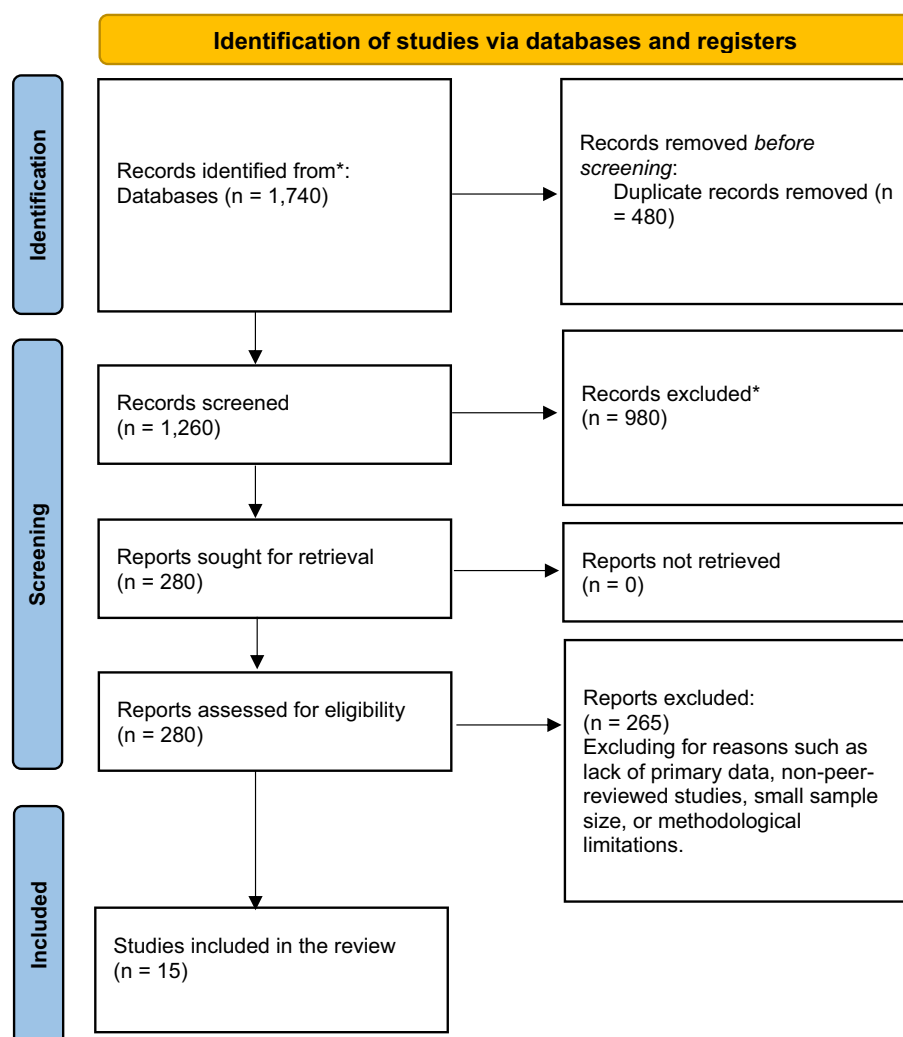 Identification of studies via databases and registers
Identification
Records identified from*:
Databases (n = 1,740)
Records removed before
screening:
Duplicate records removed (n
= 480)
Screening
Records screened
(n = 1,260)
Records excluded*
(n = 980)
Reports sought for retrieval
(n = 280)
Reports not retrieved
(n = 0)
Reports assessed for eligibility
(n = 280)
Reports excluded:
(n = 265)
Excluding for reasons such as
lack of primary data, non-peer-
reviewed studies, small sample
size, or methodological
limitations.
Included
Studies included in the review
(n = 15)